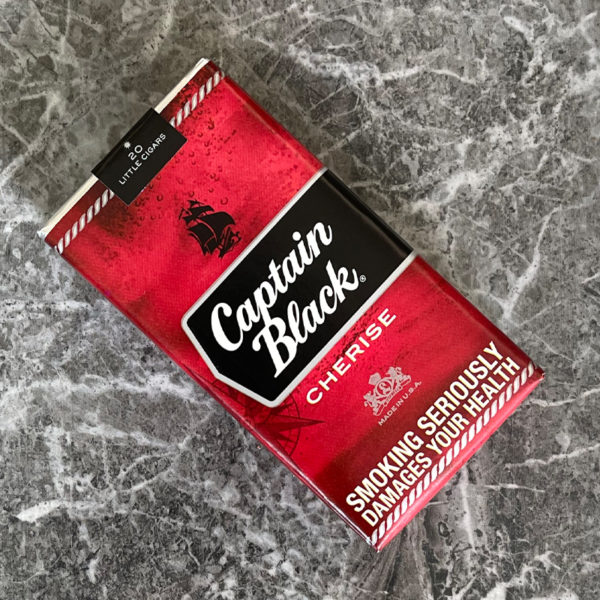 20
LITTLE CIGARS
Captain
Black®
CHERISE
MADE IN U.S.A.
SMOKING SERIOUSLY
DAMAGES YOUR HEALTH